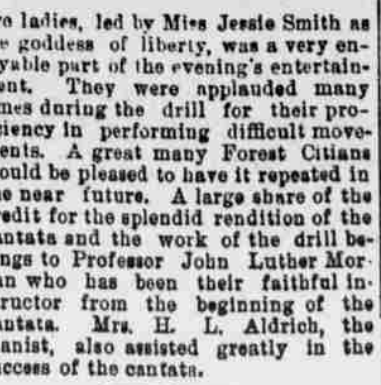 o ladies, led by Miss Jessie Smith as
e goddess of liberty, was a very en-
yable part of the evening's entertain-
ent. They were applauded many
mes during the drill for their pro-
ciency in performing difficult move-
ents. A great many Forest Citians
ould be pleased to have it repeated in
e near future. A large share of the
redit for the splendid rendition of the
antata and the work of the drill be-
ngs to Professor John Luther Mor-
an who has been their faithful in-
tructor from the beginning of the
antata. Mrs. H. L. Aldrich, the
anist, also assisted greatly in the
ccess of the cantata.